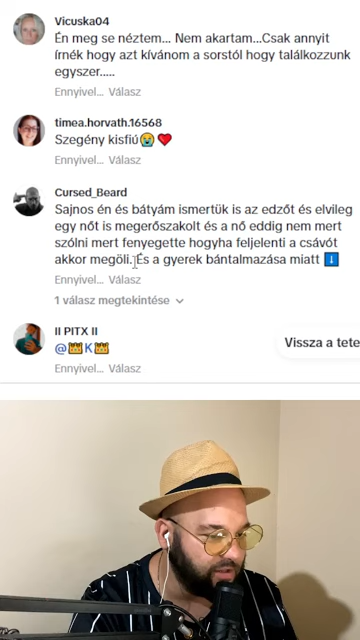 Vicuska04
Én meg se néztem... Nem akartam...Csak annyit
írnék hogy azt kívánom a sorstól hogy találkozzunk
egyszer.....
Ennyivel... Válasz
timea.horvath.16568
Szegény kisfiú😭❤️
Ennyivel... Válasz
Cursed_Beard
Sajnos én és bátyám ismertük is az edzőt és elvileg
egy nőt is megerőszakolt és a nő eddig nem mert
szólni mert fenyegette hogyha feljelenti a csávót
akkor megöli. És a gyerek bántalmazása miatt ⬇️
Ennyivel... Válasz
1 válasz megtekintése
II PITX II
@👑K👑
Ennyivel... Válasz
Vissza a tete